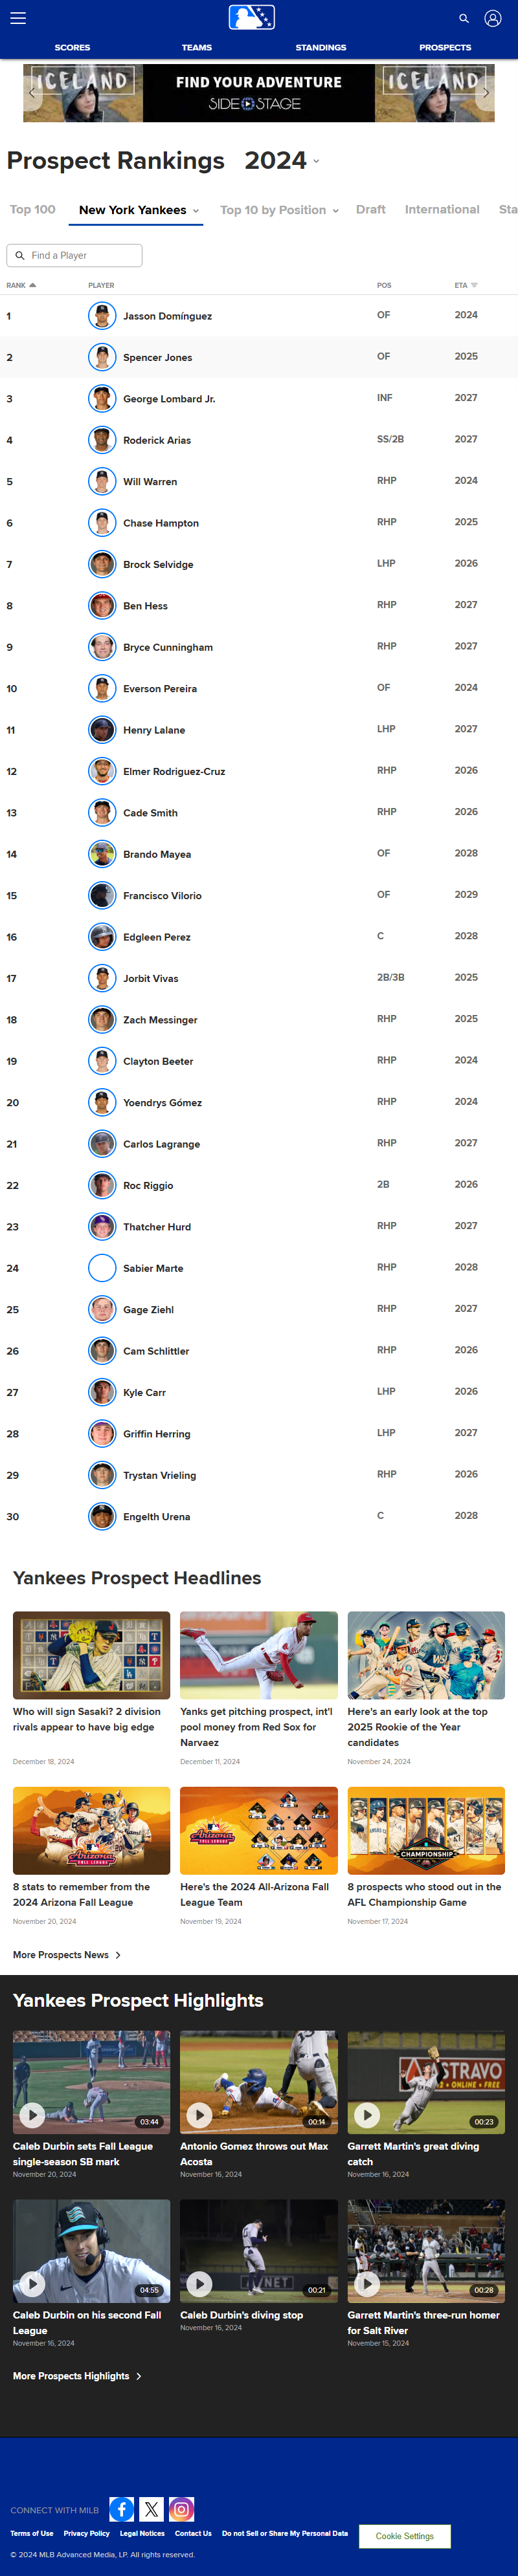 SCORES
TEAMS
STANDINGS
PROSPECTS
ICELAND
FIND YOUR ADVENTURE
SIDE STAGE
ICELAND
Prospect Rankings 2024
Top 100
New York Yankees
Top 10 by Position
Draft
International
Sta
Find a Player
RANK PLAYER POS ETA
1 Jasson Domínguez OF 2024
2 Spencer Jones OF 2025
3 George Lombard Jr. INF 2027
4 Roderick Arias SS/2B 2027
5 Will Warren RHP 2024
6 Chase Hampton RHP 2025
7 Brock Selvidge LHP 2026
8 Ben Hess RHP 2027
9 Bryce Cunningham RHP 2027
10 Everson Pereira OF 2024
11 Henry Lalane LHP 2027
12 Elmer Rodriguez-Cruz RHP 2026
13 Cade Smith RHP 2026
14 Brando Mayea OF 2028
15 Francisco Vilorio OF 2029
16 Edgleen Perez C 2028
17 Jorbit Vivas 2B/3B 2025
18 Zach Messinger RHP 2025
19 Clayton Beeter RHP 2024
20 Yoendrys Gómez RHP 2024
21 Carlos Lagrange RHP 2027
22 Roc Riggio 2B 2026
23 Thatcher Hurd RHP 2027
24 Sabier Marte RHP 2028
25 Gage Ziehl RHP 2027
26 Cam Schlittler RHP 2026
27 Kyle Carr LHP 2026
28 Griffin Herring LHP 2027
29 Trystan Vrieling RHP 2026
30 Engelth Urena C 2028
Yankees Prospect Headlines
Who will sign Sasaki? 2 division
rivals appear to have big edge
December 18, 2024
Yanks get pitching prospect, int'l
pool money from Red Sox for
Narvaez
December 11, 2024
Here's an early look at the top
2025 Rookie of the Year
candidates
November 24, 2024
Arizona
FALL LEAGUE
8 stats to remember from the
2024 Arizona Fall League
November 20, 2024
Arizona
FALL LEAGUE
Here's the 2024 All-Arizona Fall
League Team
November 19, 2024
CHAMPIONSHIP
8 prospects who stood out in the
AFL Championship Game
November 17, 2024
More Prospects News
Yankees Prospect Highlights
03:44
Caleb Durbin sets Fall League
single-season SB mark
November 20, 2024
00:14
Antonio Gomez throws out Max
Acosta
November 16, 2024
ASTRAVO
ONLINE • FREE
00:23
Garrett Martin's great diving
catch
November 16, 2024
04:55
Caleb Durbin on his second Fall
League
November 16, 2024
00:21
Caleb Durbin's diving stop
November 16, 2024
00:28
Garrett Martin's three-run homer
for Salt River
November 15, 2024
More Prospects Highlights
CONNECT WITH MLB
Terms of Use
Privacy Policy
Legal Notices
Contact Us
Do not Sell or Share My Personal Data
Cookie Settings
© 2024 MLB Advanced Media, LP. All rights reserved.